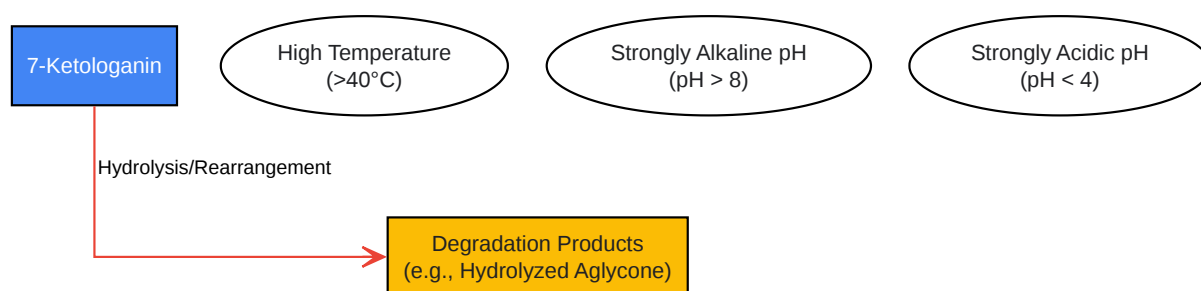 7-Ketologanin
High Temperature
(>40°C)
Strongly Alkaline pH
(pH > 8)
Strongly Acidic pH
(pH < 4)
Hydrolysis/Rearrangement
Degradation Products
(e.g., Hydrolyzed Aglycone)